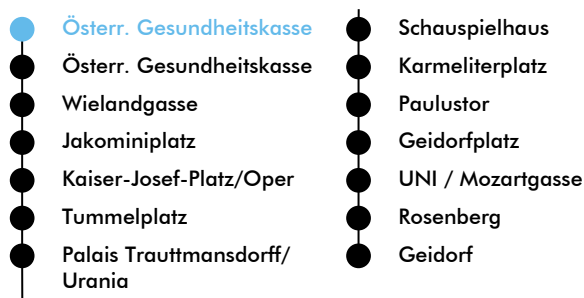 Österr. Gesundheitskasse
Österr. Gesundheitskasse
Wielandgasse
Jakominiplatz
Kaiser-Josef-Platz/Oper
Tummelplatz
Palais Trauttmansdorff/
Urania
Schauspielhaus
Karmeliterplatz
Paulustor
Geidorfplatz
UNI / Mozartgasse
Rosenberg
Geidorf